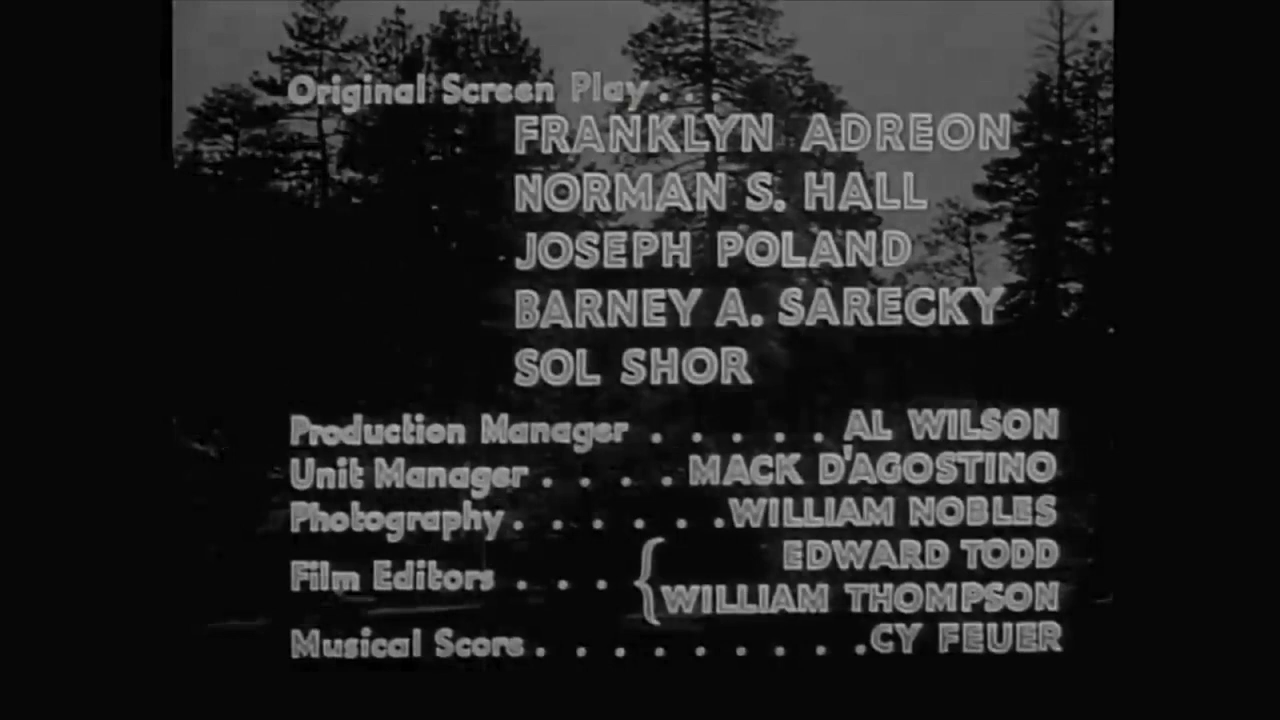 Original Screen Play...
FRANKLYN ADREON
NORMAN S. HALL
JOSEPH POLAND
BARNEY A. SARECKY
SOL SHOR
Production Manager . . . . . AL WILSON
Unit Manager . . . . MACK D'AGOSTINO
Photography . . . . . . WILLIAM NOBLES
Film Editors . . . { EDWARD TODD
WILLIAM THOMPSON
Musical Score . . . . . . . . . CY FEUER